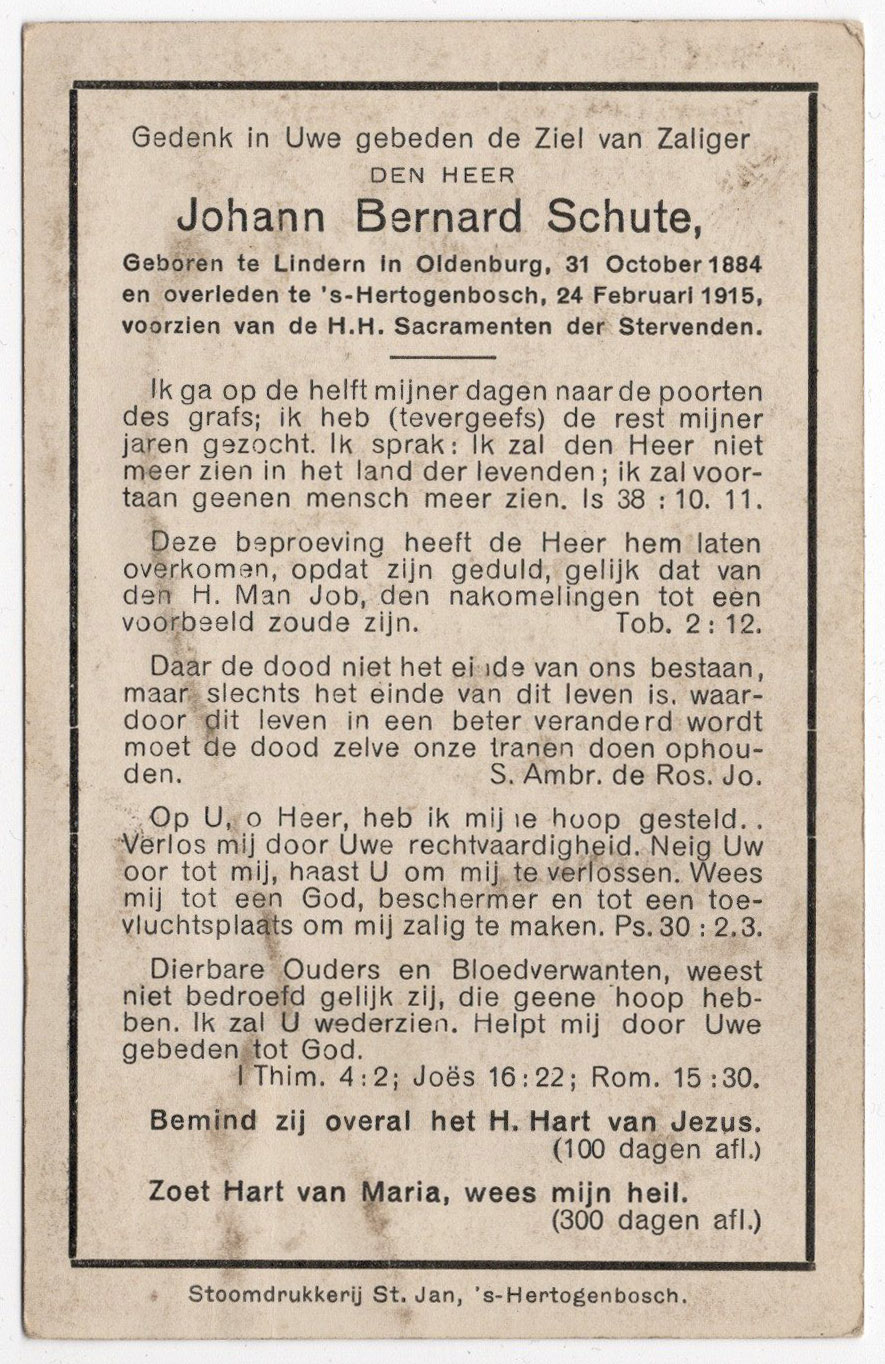 Gedenk in Uwe gebeden de Ziel van Zaliger
DEN HEER
Johann Bernard Schute,
Geboren te Lindern in Oldenburg, 31 October 1884
en overleden te 's-Hertogenbosch, 24 Februari 1915,
voorzien van de H.H. Sacramenten der Stervenden.
Ik ga op de helft mijner dagen naar de poorten
des grafs; ik heb (tevergeefs) de rest mijner
jaren gezocht. Ik sprak: Ik zal den Heer niet
meer zien in het land der levenden; ik zal voor-
taan geenen mensch meer zien. Is 38 : 10. 11.
Deze beproeving heeft de Heer hem laten
overkomen, opdat zijn geduld, gelijk dat van
den H. Man Job, den nakomelingen tot een
voorbeeld zoude zijn. Tob. 2 : 12.
Daar de dood niet het einde van ons bestaan,
maar slechts het einde van dit leven is. waar-
door dit leven in een beter veranderd wordt
moet de dood zelve onze tranen doen ophou-
den. S. Ambr. de Ros. Jo.
Op U, o Heer, heb ik mijne hoop gesteld. .
Verlos mij door Uwe rechtvaardigheid. Neig Uw
oor tot mij, haast U om mij te verlossen. Wees
mij tot een God, beschermer en tot een toe-
vluchtsplaats om mij zalig te maken. Ps. 30 : 2.3.
Dierbare Ouders en Bloedverwanten, weest
niet bedroefd gelijk zij, die geene hoop heb-
ben. Ik zal U wederzien. Helpt mij door Uwe
gebeden tot God.
I Thim. 4 : 2; Joës 16 : 22; Rom. 15 : 30.
Bemind zij overal het H. Hart van Jezus.
(100 dagen afl.)
Zoet Hart van Maria, wees mijn heil.
(300 dagen afl.)
Stoomdrukkerij St. Jan, 's-Hertogenbosch.